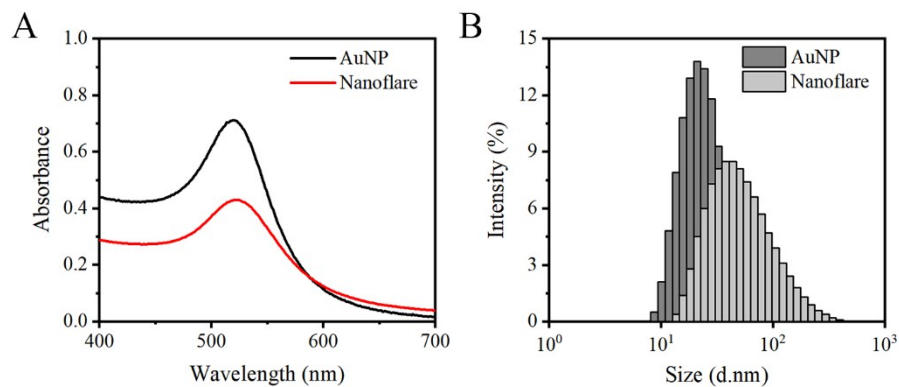 A
1.0
0.8
0.6
0.4
0.2
0.0
400
500
600
700
Absorbance
Wavelength (nm)
AuNP
Nanoflare
B
15
12
9
6
3
0
10⁰
10¹
10²
10³
Intensity (%)
Size (d.nm)
AuNP
Nanoflare